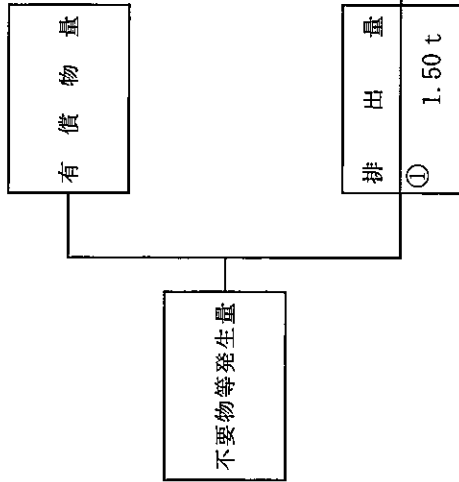 不要物等発生量
有償物量
排出量
①
1.50 t